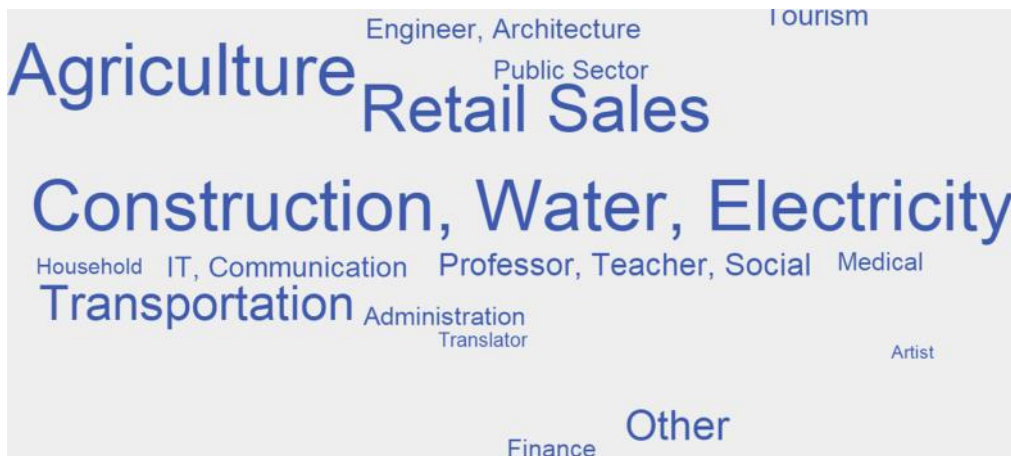 Tourism
Engineer, Architecture
Agriculture
Public Sector
Retail Sales
Construction, Water, Electricity
Household
IT, Communication
Professor, Teacher, Social
Medical
Transportation
Administration
Translator
Artist
Other
Finance